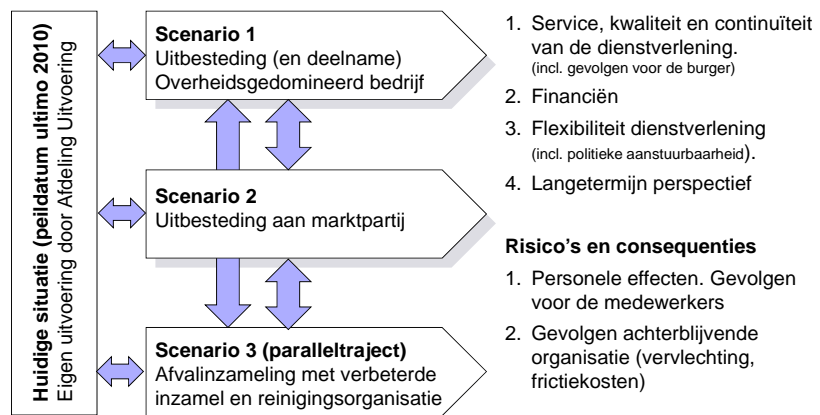 Huidige situatie (peildatum ultimo 2010)
Eigen uitvoering door Afdeling Uitvoering
Scenario 1
Uitbesteding (en deelname)
Overheidsgedomineerd bedrijf
Scenario 2
Uitbesteding aan marktpartij
Scenario 3 (paralleltraject)
Afvalinzameling met verbeterde
inzamel en reinigingsorganisatie
1. Service, kwaliteit en continuïteit
van de dienstverlening.
(incl. gevolgen voor de burger)
2. Financiën
3. Flexibiliteit dienstverlening
(incl. politieke aanstuurbaarheid).
4. Langetermijn perspectief
Risico's en consequenties
1. Personele effecten. Gevolgen
voor de medewerkers
2. Gevolgen achterblijvende
organisatie (vervlechting,
frictiekosten)